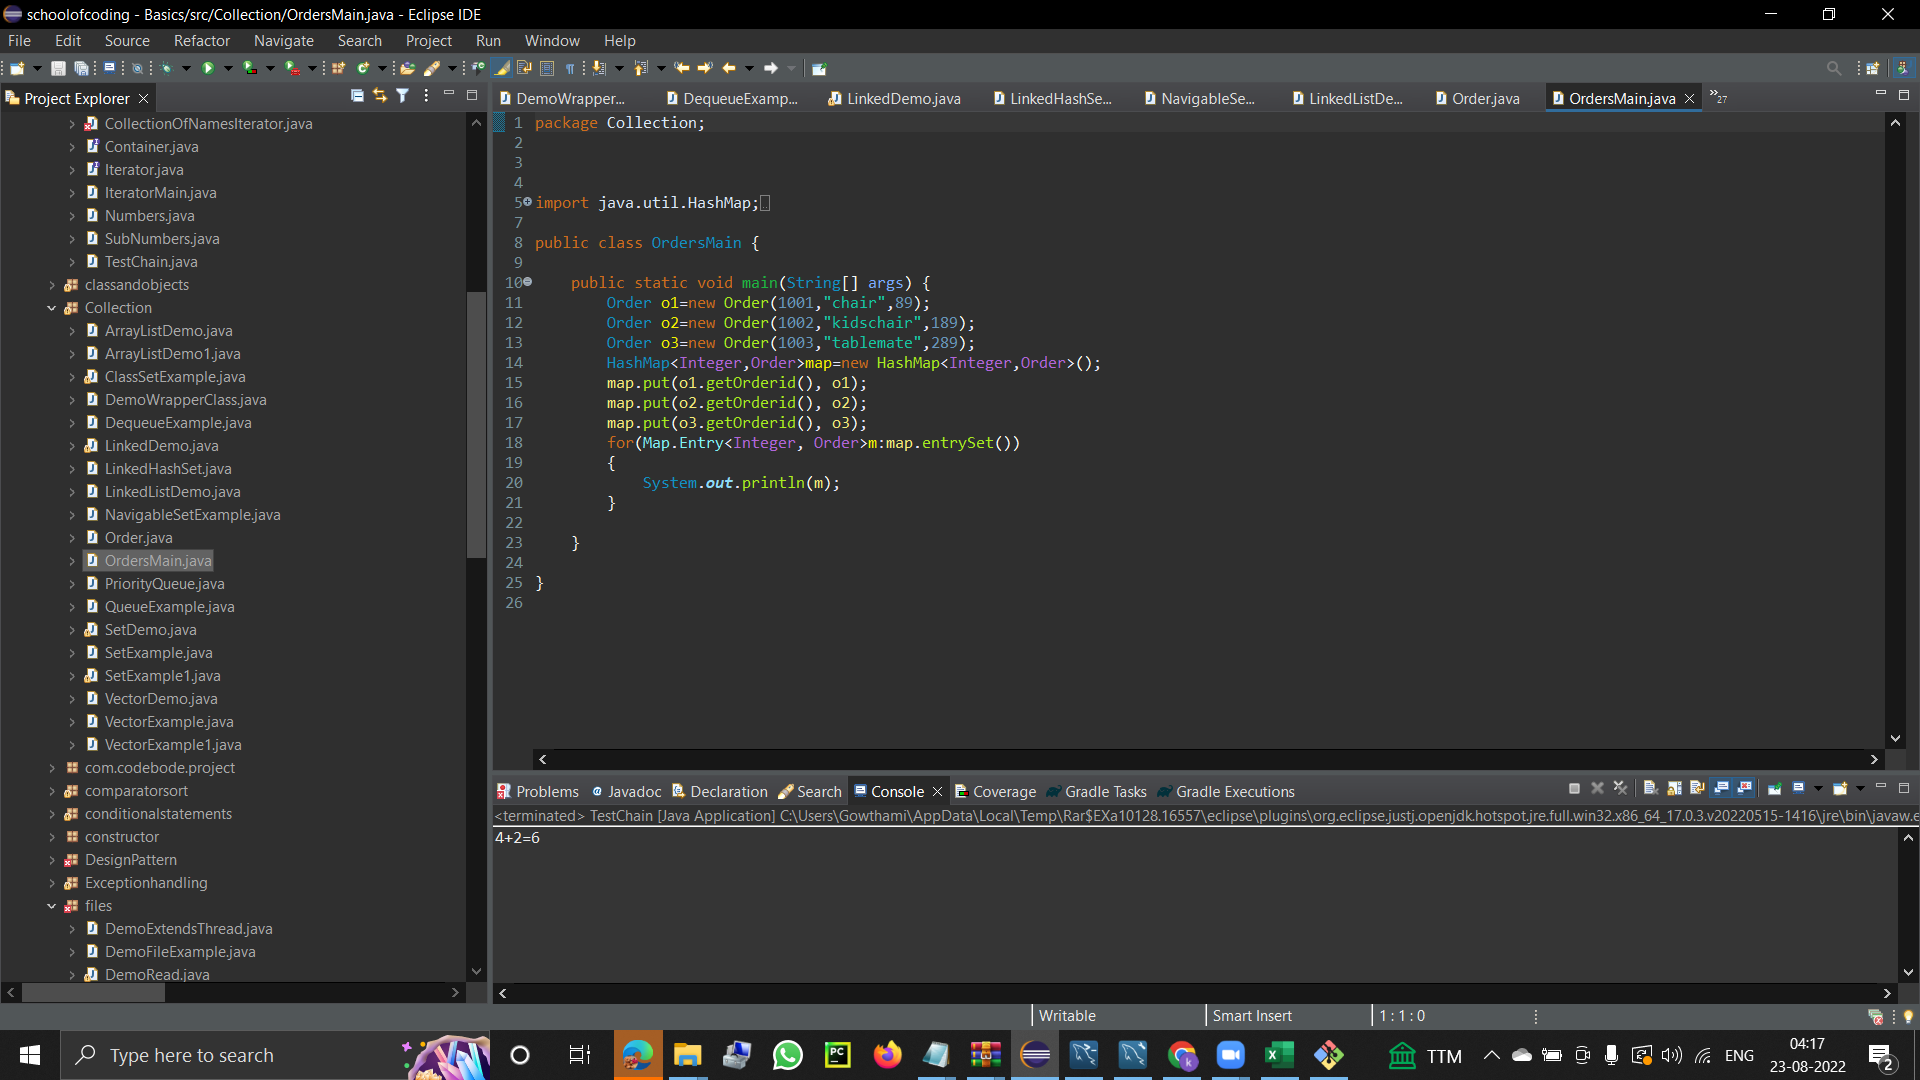 schoolofcoding - Basics/src/Collection/OrdersMain.java - Eclipse IDE
File Edit Source Refactor Navigate Search Project Run Window Help
Project Explorer
CollectionOfNamesIterator.java
Container.java
Iterator.java
IteratorMain.java
Numbers.java
SubNumbers.java
TestChain.java
classandobjects
Collection
ArrayListDemo.java
ArrayListDemo1.java
ClassSetExample.java
DemoWrapperClass.java
DequeueExample.java
LinkedDemo.java
LinkedHashSet.java
LinkedListDemo.java
NavigableSetExample.java
Order.java
OrdersMain.java
PriorityQueue.java
QueueExample.java
SetDemo.java
SetExample.java
SetExample1.java
VectorDemo.java
VectorExample.java
VectorExample1.java
com.codebode.project
comparatorsort
conditionalstatements
constructor
DesignPattern
Exceptionhandling
files
DemoExtendsThread.java
DemoFileExample.java
DemoRead.java
DemoWrapper... DequeueExamp... LinkedDemo.java LinkedHashSe... NavigableSe... LinkedListDe... Order.java OrdersMain.java »27
1 package Collection;
2
3
4
5 import java.util.HashMap;
7
8 public class OrdersMain {
9
10 public static void main(String[] args) {
11 Order o1=new Order(1001,"chair",89);
12 Order o2=new Order(1002,"kidschair",189);
13 Order o3=new Order(1003,"tablemate",289);
14 HashMap<Integer,Order>map=new HashMap<Integer,Order>();
15 map.put(o1.getOrderid(), o1);
16 map.put(o2.getOrderid(), o2);
17 map.put(o3.getOrderid(), o3);
18 for(Map.Entry<Integer, Order>m:map.entrySet())
19 {
20 System.out.println(m);
21 }
22
23 }
24
25 }
26
Problems Javadoc Declaration Search Console Coverage Gradle Tasks Gradle Executions
<terminated> TestChain [Java Application] C:\Users\Gowthami\AppData\Local\Temp\Rar$EXa10128.16557\eclipse\plugins\org.eclipse.justj.openjdk.hotspot.jre.full.win32.x86_64_17.0.3.v20220515-1416\jre\bin\javaw.e
4+2=6
Writable Smart Insert 1 : 1 : 0
Type here to search
PC
k
TTM
ENG
04:17
23-08-2022
2